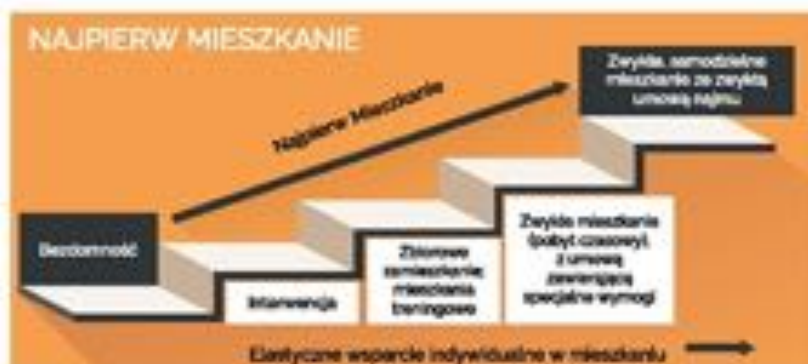 NAJPIERW MIESZKANIE
Zwykłe, samodzielne
mieszkanie ze zwykłą
umową najmu
Najpierw Mieszkanie
Bezdomność
Interwencja
Zbiorowe
zamieszkanie;
mieszkania
treningowe
Zwykłe mieszkanie
(pobyt czasowy),
z umową
zawierającą
specjalne wymogi
Elastyczne wsparcie indywidualne w mieszkaniu